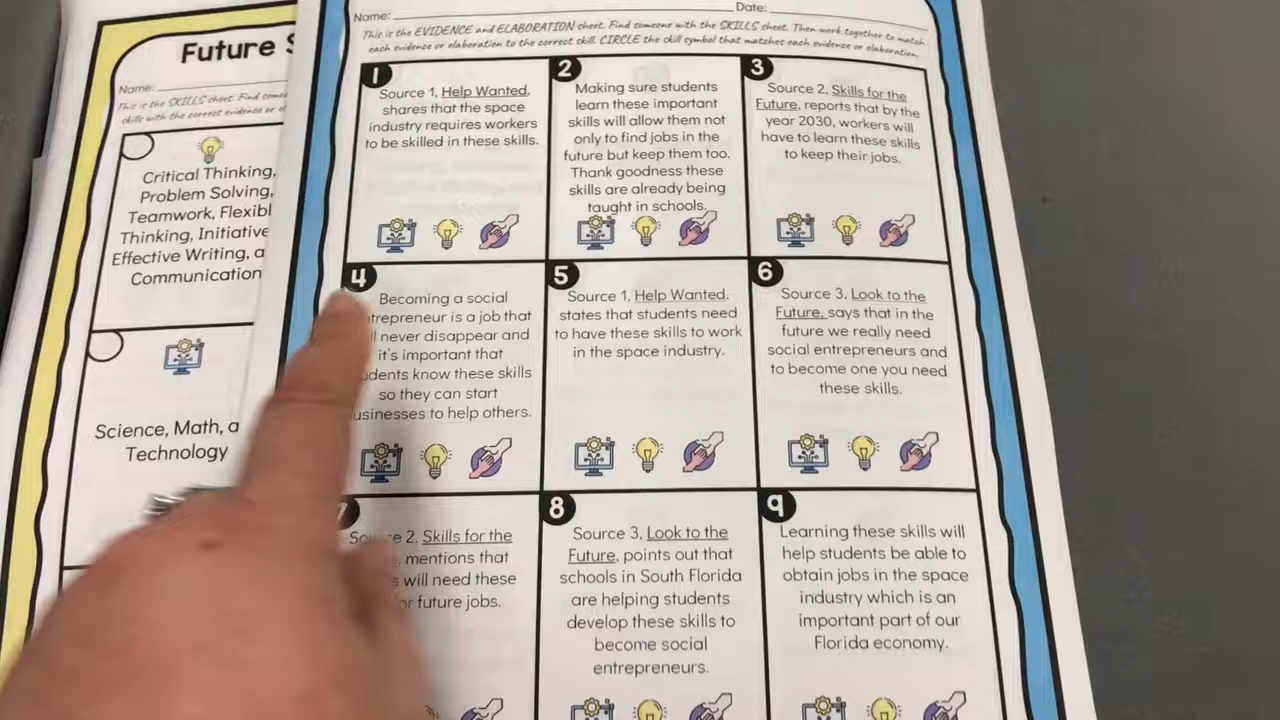 Future S
Name:
This is the SKILLS sheet. Find
skills with the correct evidence or
Critical Thinking,
Problem Solving,
Teamwork, Flexibl
Thinking, Initiative
Effective Writing, a
Communication
Science, Math, a
Technology
Name: Date:
This is the EVIDENCE and ELABORATION sheet. Find someone with the SKILLS sheet. Then work together to match
each evidence or elaboration to the correct skill. CIRCLE the skill symbol that matches each evidence or elaboration.
1
Source 1, Help Wanted,
shares that the space
industry requires workers
to be skilled in these skills.
2
Making sure students
learn these important
skills will allow them not
only to find jobs in the
future but keep them too.
Thank goodness these
skills are already being
taught in schools.
3
Source 2, Skills for the
Future, reports that by the
year 2030, workers will
have to learn these skills
to keep their jobs.
4
Becoming a social
trepreneur is a job that
ll never disappear and
it's important that
udents know these skills
so they can start
usinesses to help others.
5
Source 1, Help Wanted,
states that students need
to have these skills to work
in the space industry.
6
Source 3, Look to the
Future, says that in the
future we really need
social entrepreneurs and
to become one you need
these skills.
7
2, Skills for the
mentions that
will need these
or future jobs.
8
Source 3, Look to the
Future, points out that
schools in South Florida
are helping students
develop these skills to
become social
entrepreneurs.
9
Learning these skills will
help students be able to
obtain jobs in the space
industry which is an
important part of our
Florida economy.